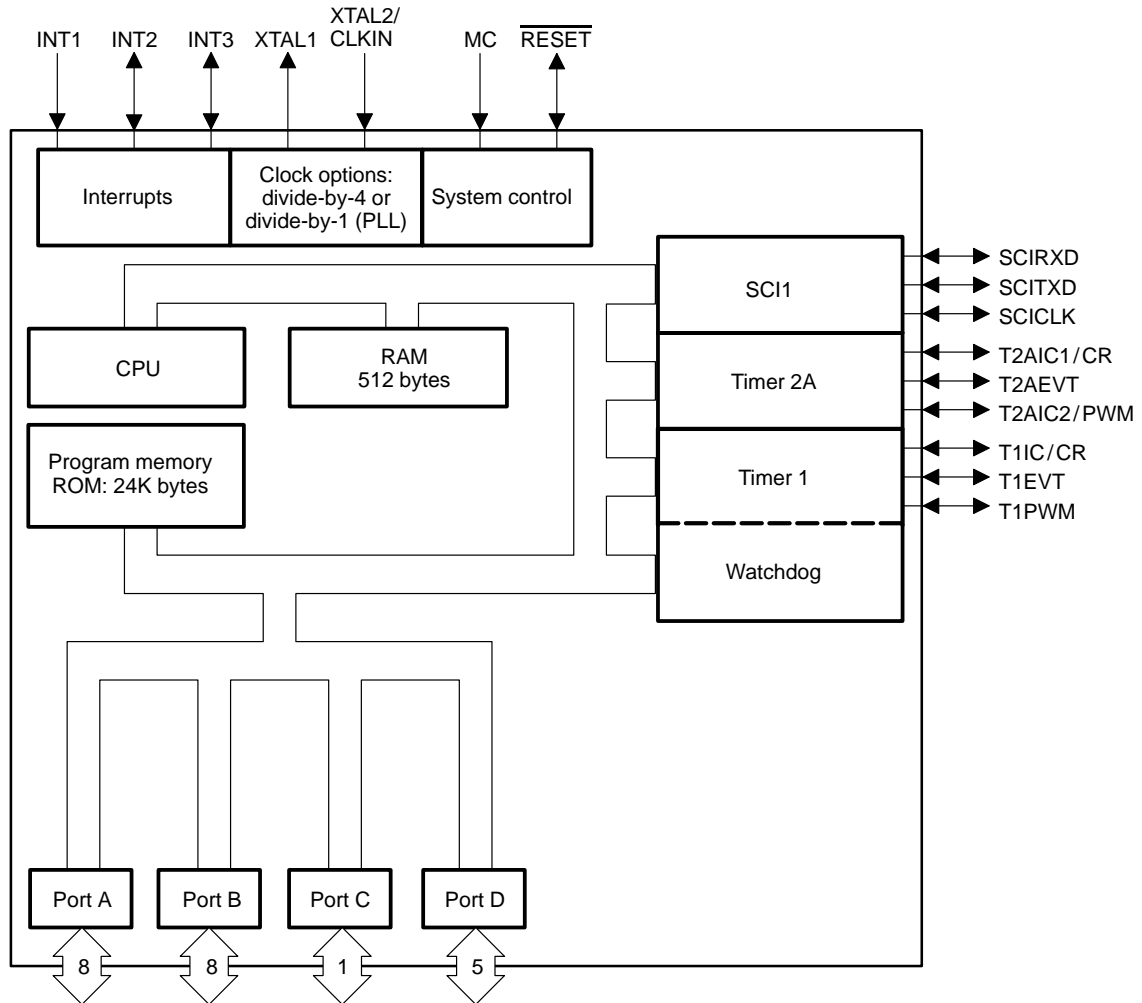 INT1
INT2
INT3
XTAL1
XTAL2/
CLKIN
MC
RESET
Interrupts
Clock options:
divide-by-4 or
divide-by-1 (PLL)
System control
SCI1
SCIRXD
SCITXD
SCICLK
CPU
RAM
512 bytes
Timer 2A
T2AIC1/CR
T2AEVT
T2AIC2/PWM
Program memory
ROM: 24K bytes
Timer 1
T1IC/CR
T1EVT
T1PWM
Watchdog
Port A
Port B
Port C
Port D
8
8
1
5